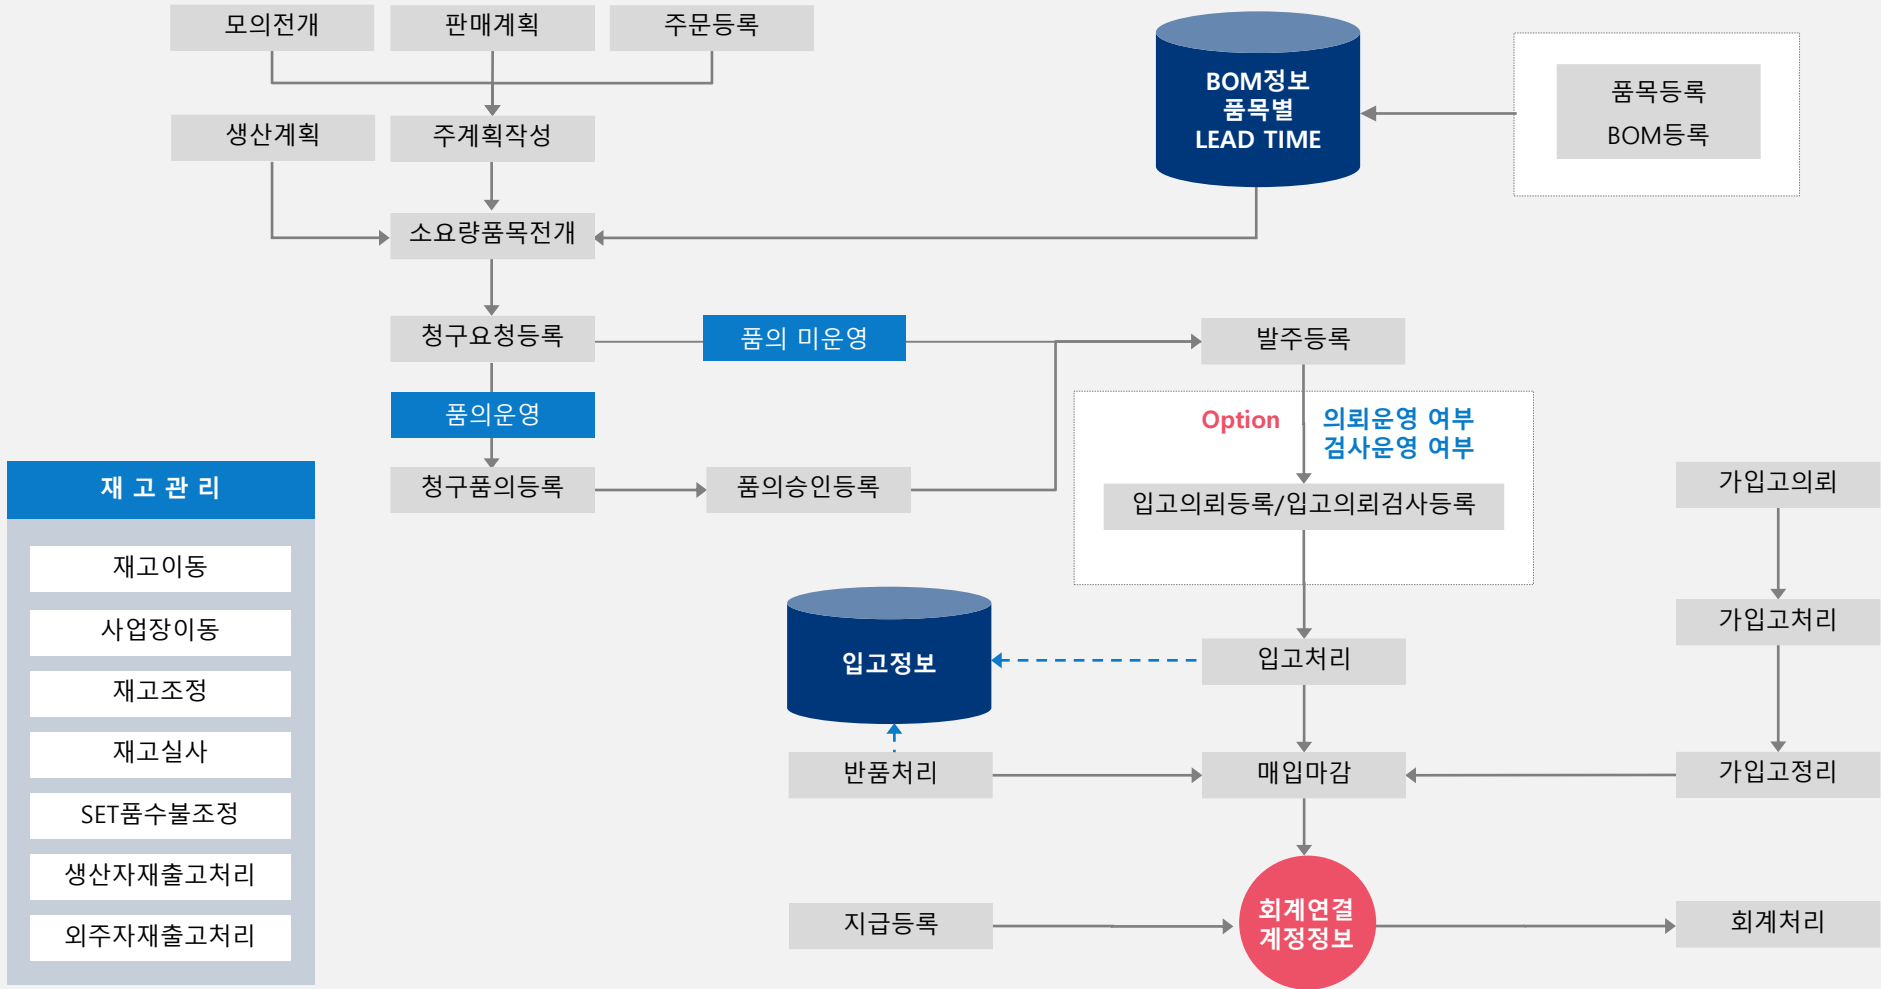 모의전개
판매계획
주문등록
BOM정보
품목별
LEAD TIME
품목등록
BOM등록
생산계획
주계획작성
소요량품목전개
청구요청등록
품의 미운영
발주등록
품의운영
Option
의뢰운영 여부
검사운영 여부
청구품의등록
품의승인등록
입고의뢰등록/입고의뢰검사등록
가입고의뢰
재 고 관 리
재고이동
사업장이동
재고조정
재고실사
SET품수불조정
생산자재출고처리
외주자재출고처리
입고정보
입고처리
가입고처리
반품처리
매입마감
가입고정리
지급등록
회계연결
계정정보
회계처리